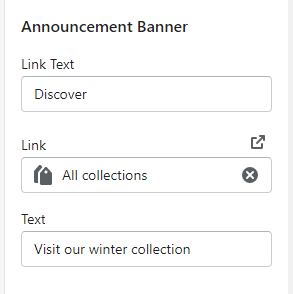 Announcement Banner
Link Text
Discover
Link
All collections
Text
Visit our winter collection